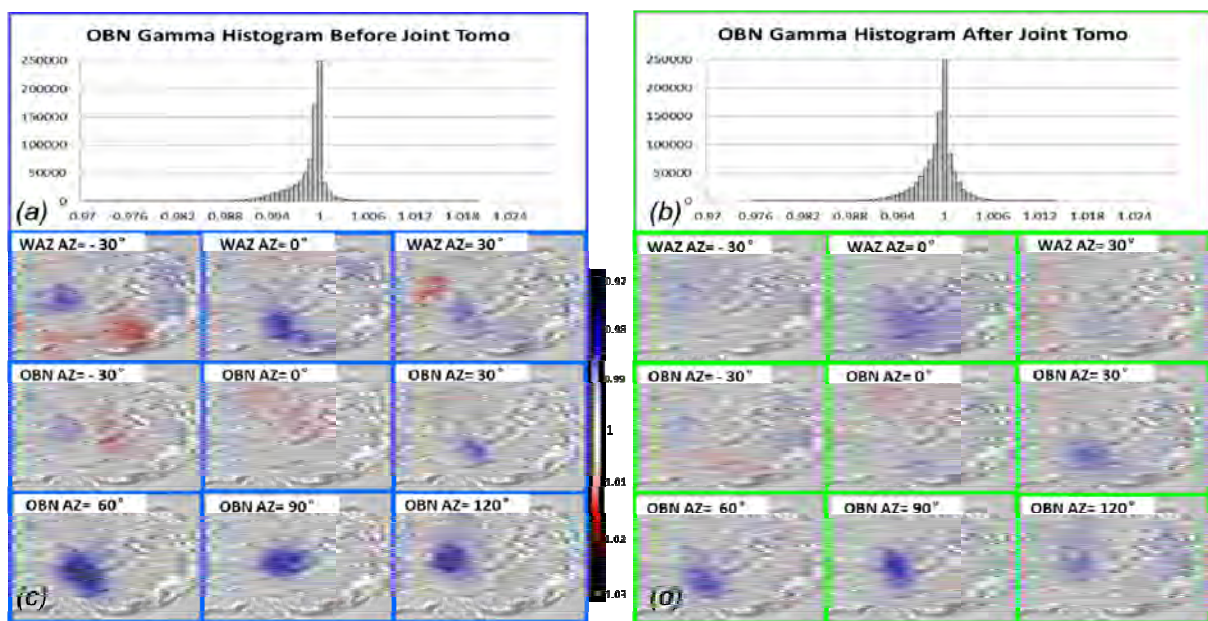 OBN Gamma Histogram Before Joint Tomo
250000
200000
150000
100000
50000
0
(a)
0.97 0.976 0.982 0.988 0.994 1 1.006 1.012 1.018 1.024
OBN Gamma Histogram After Joint Tomo
250000
200000
150000
100000
50000
0
(b)
0.97 0.976 0.982 0.988 0.994 1 1.006 1.012 1.018 1.024
WAZ AZ= - 30° WAZ AZ= 0° WAZ AZ= 30°
OBN AZ= - 30° OBN AZ= 0° OBN AZ= 30°
OBN AZ= 60° OBN AZ= 90° OBN AZ= 120°
(c)
0.97
0.98
0.99
1
1.01
1.02
1.03
WAZ AZ= - 30° WAZ AZ= 0° WAZ AZ= 30°
OBN AZ= - 30° OBN AZ= 0° OBN AZ= 30°
OBN AZ= 60° OBN AZ= 90° OBN AZ= 120°
(d)